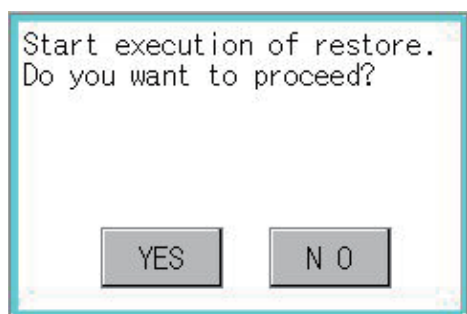 Start execution of restore.
Do you want to proceed?
YES
N O